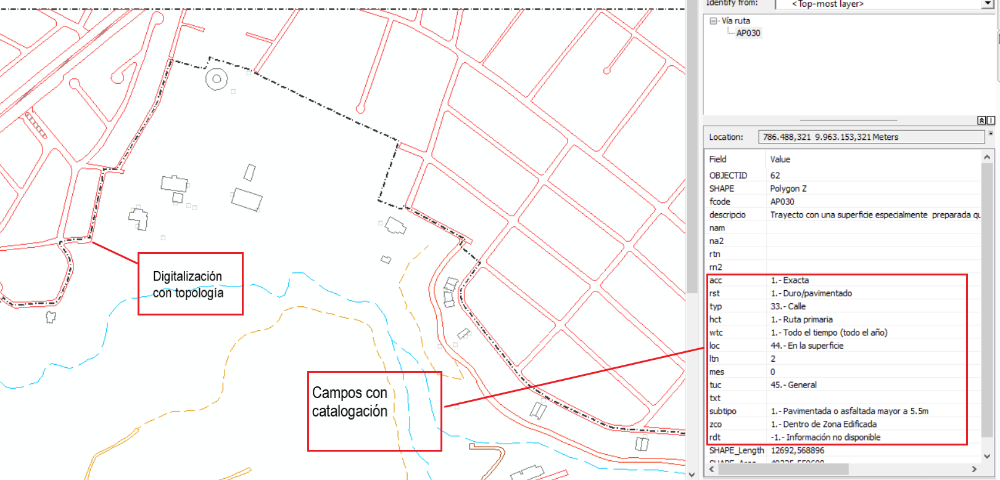 Identify from:
<Top-most layer>
Vía ruta
AP030
Location:
786.488,321 9.963.153,321 Meters
Field Value
OBJECTID 62
SHAPE Polygon Z
fcode AP030
descripcio Trayecto con una superficie especialmente preparada qu
nam
na2
rtn
rn2
acc 1.- Exacta
rst 1.- Duro/pavimentado
typ 33.- Calle
hct 1.- Ruta primaria
wtc 1.- Todo el tiempo (todo el año)
loc 44.- En la superficie
ltn 2
mes 0
tuc 45.- General
txt
subtipo 1.- Pavimentada o asfaltada mayor a 5.5m
zco 1.- Dentro de Zona Edificada
rdt -1.- Información no disponible
SHAPE_Length 12692,568896
Digitalización
con topología
Campos con
catalogación